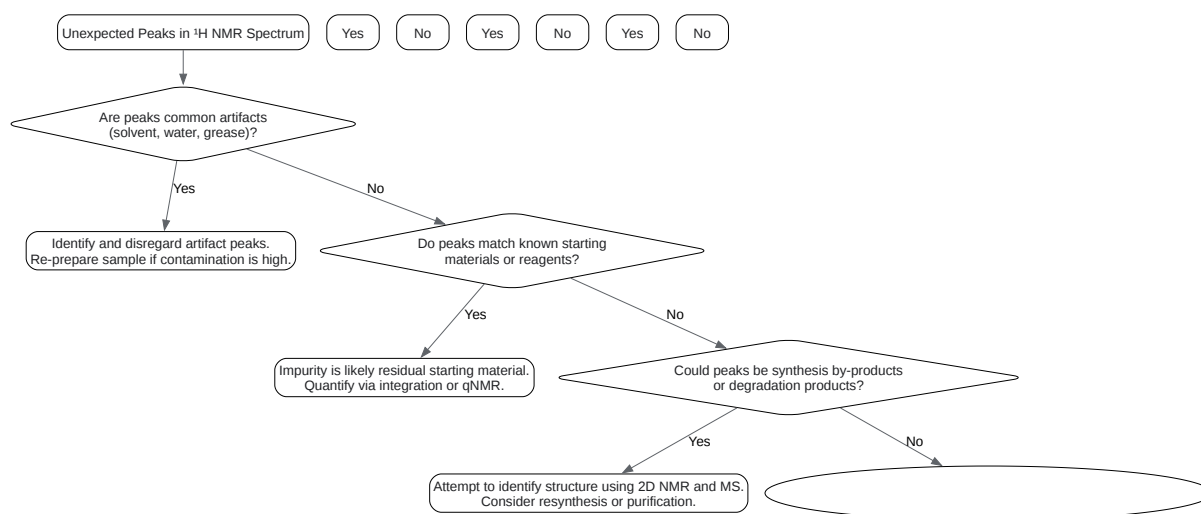 Unexpected Peaks in ¹H NMR Spectrum
Yes
No
Yes
No
Yes
No
Are peaks common artifacts
(solvent, water, grease)?
Yes
No
Identify and disregard artifact peaks.
Re-prepare sample if contamination is high.
Do peaks match known starting
materials or reagents?
Yes
No
Impurity is likely residual starting material.
Quantify via integration or qNMR.
Could peaks be synthesis by-products
or degradation products?
Yes
No
Attempt to identify structure using 2D NMR and MS.
Consider resynthesis or purification.